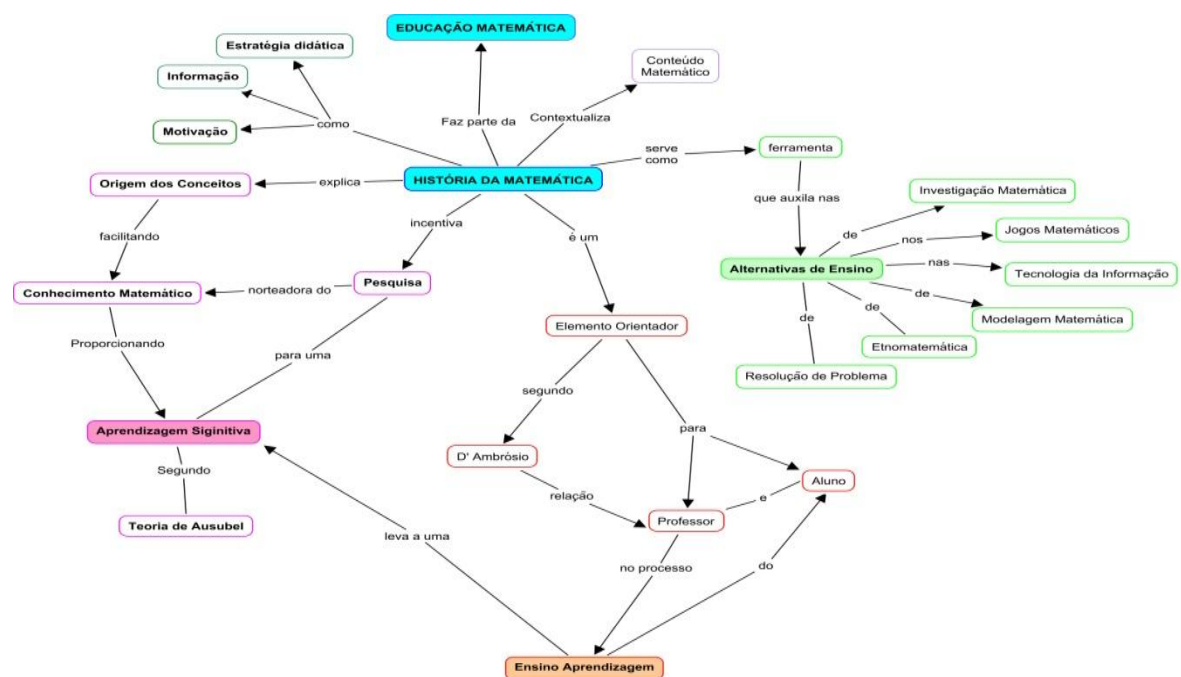 EDUCAÇÃO MATEMÁTICA
Estratégia didática
Informação
Motivação
como
Faz parte da
Contextualiza
Conteúdo
Matemático
HISTÓRIA DA MATEMÁTICA
serve
como
ferramenta
que auxila nas
Alternativas de Ensino
de
Investigação Matemática
nos
Jogos Matemáticos
nas
Tecnologia da Informação
de
Modelagem Matemática
de
Etnomatemática
de
Resolução de Problema
explica
Origem dos Conceitos
facilitando
Conhecimento Matemático
incentiva
Pesquisa
norteadora do
Proporcionando
para uma
Aprendizagem Siginitiva
Segundo
Teoria de Ausubel
é um
Elemento Orientador
segundo
D' Ambrósio
relação
para
Professor
e
Aluno
no processo
do
leva a uma
Ensino Aprendizagem